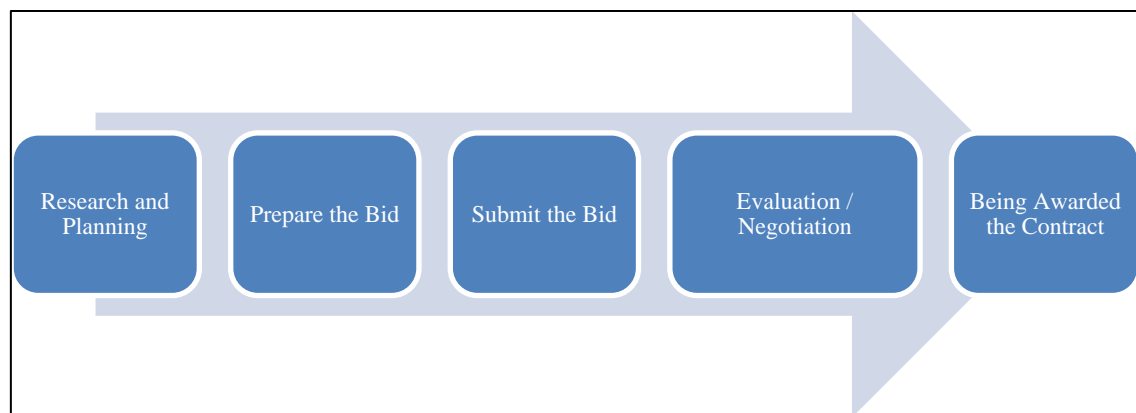 Research and
Planning
Prepare the Bid
Submit the Bid
Evaluation /
Negotiation
Being Awarded
the Contract